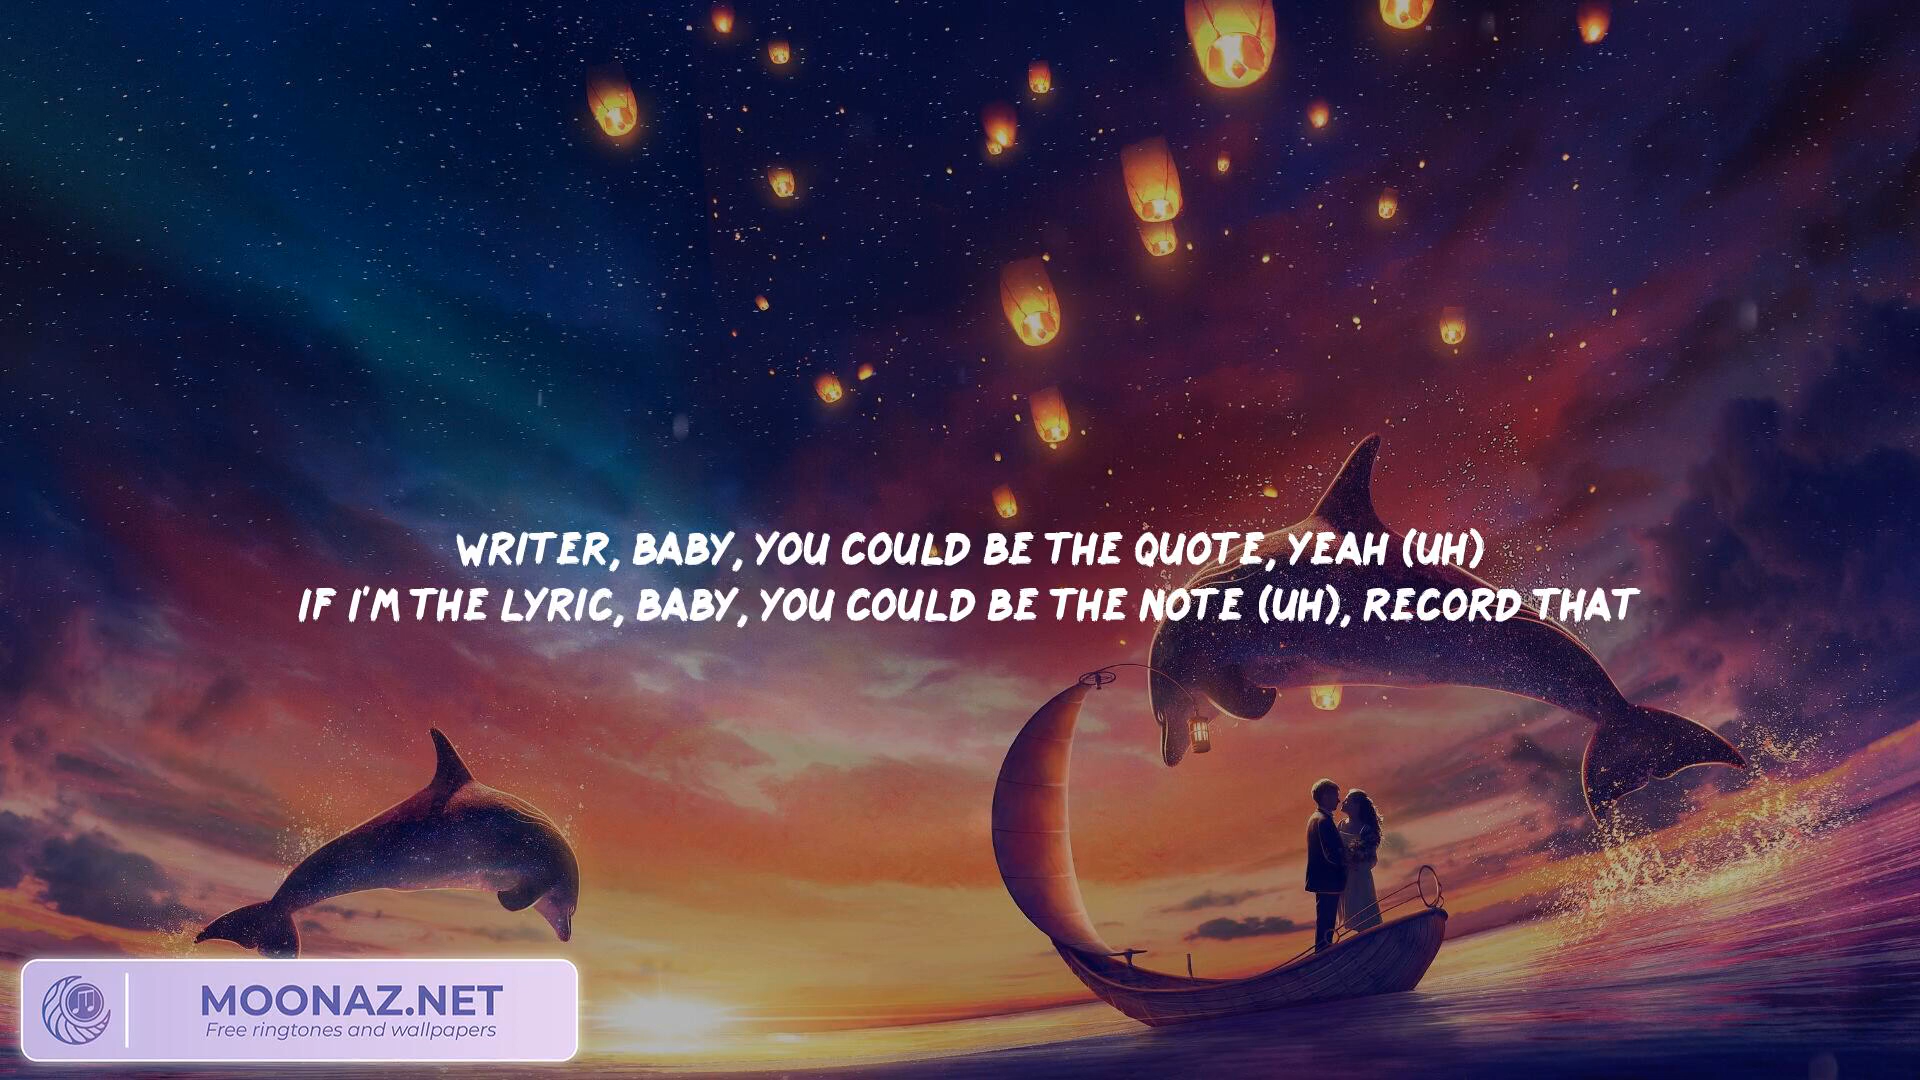 WRITER, BABY, YOU COULD BE THE QUOTE, YEAH (UH)
IF I'M THE LYRIC, BABY, YOU COULD BE THE NOTE (UH), RECORD THAT
MOONAZ.NET
Free ringtones and wallpapers